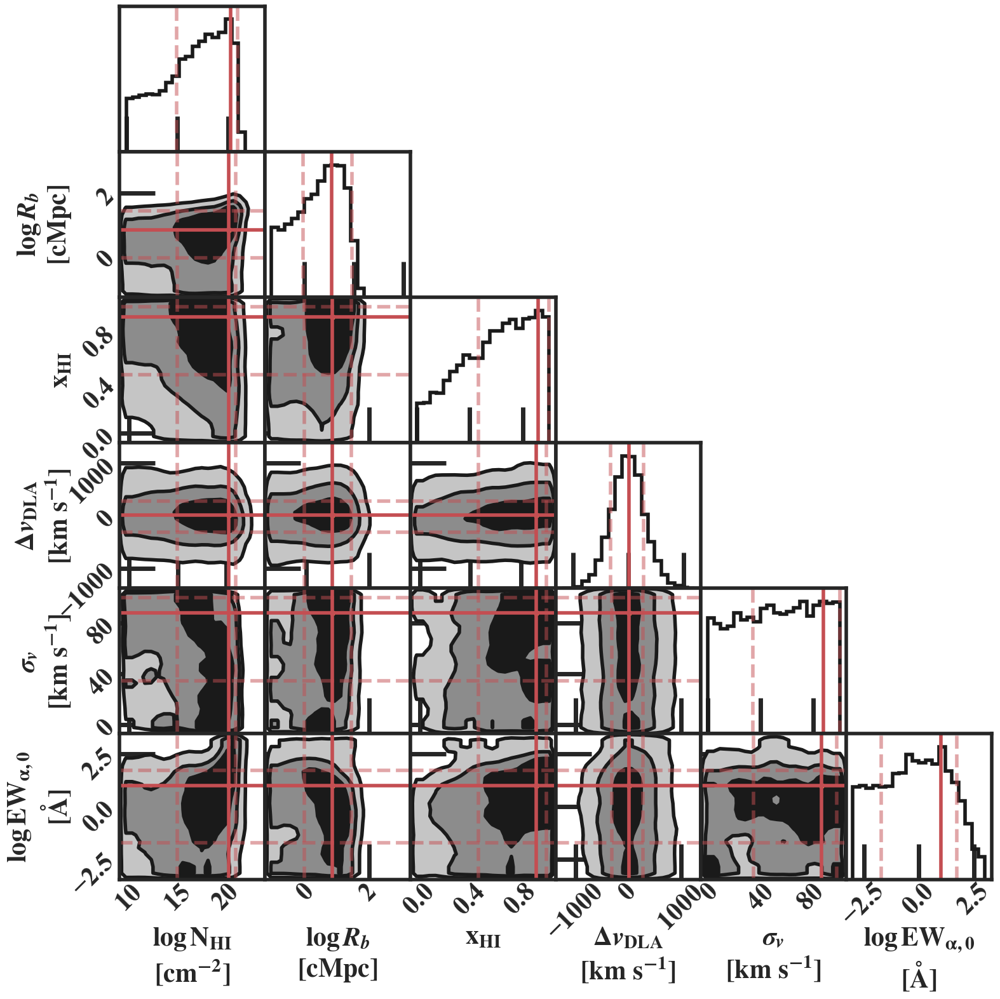 log R_b
[cMpc]
2
0
x_HI
0.8
0.4
0.0
Δv_DLA
[km s⁻¹]
1000
0
−1000
σ_v
[km s⁻¹]
80
40
0
log EW_α,0
[Å]
2.5
0.0
−2.5
10 15 20 0 2 0.0 0.4 0.8 −1000 0 1000 0 40 80 −2.5 0.0 2.5
log N_HI log R_b x_HI Δv_DLA σ_v log EW_α,0
[cm⁻²] [cMpc] [km s⁻¹] [km s⁻¹] [Å]